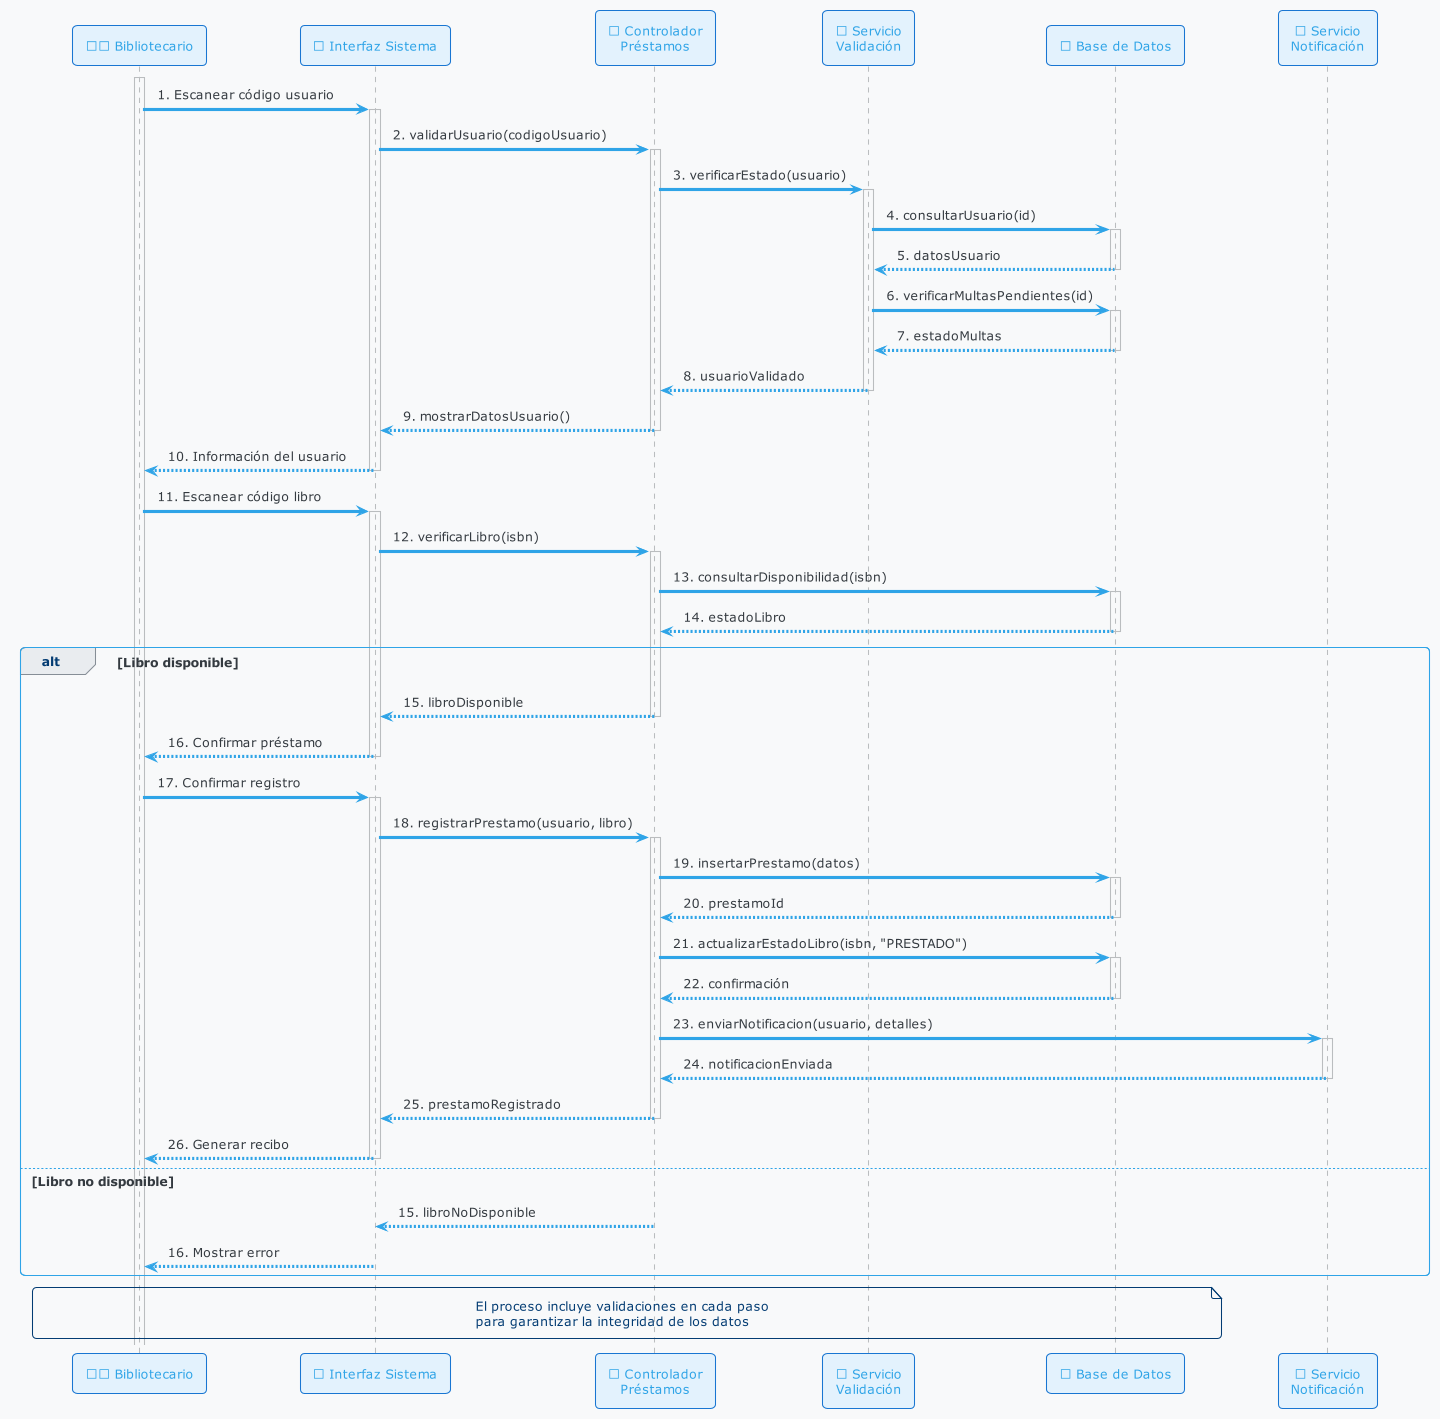 Bibliotecario
Interfaz Sistema
Controlador
Préstamos
Servicio
Validación
Base de Datos
Servicio
Notificación
1. Escanear código usuario
2. validarUsuario(codigoUsuario)
3. verificarEstado(usuario)
4. consultarUsuario(id)
5. datosUsuario
6. verificarMultasPendientes(id)
7. estadoMultas
8. usuarioValidado
9. mostrarDatosUsuario()
10. Información del usuario
11. Escanear código libro
12. verificarLibro(isbn)
13. consultarDisponibilidad(isbn)
14. estadoLibro
alt [Libro disponible]
15. libroDisponible
16. Confirmar préstamo
17. Confirmar registro
18. registrarPrestamo(usuario, libro)
19. insertarPrestamo(datos)
20. prestamoId
21. actualizarEstadoLibro(isbn, "PRESTADO")
22. confirmación
23. enviarNotificacion(usuario, detalles)
24. notificacionEnviada
25. prestamoRegistrado
26. Generar recibo
[Libro no disponible]
15. libroNoDisponible
16. Mostrar error
El proceso incluye validaciones en cada paso
para garantizar la integridad de los datos
Bibliotecario
Interfaz Sistema
Controlador
Préstamos
Servicio
Validación
Base de Datos
Servicio
Notificación